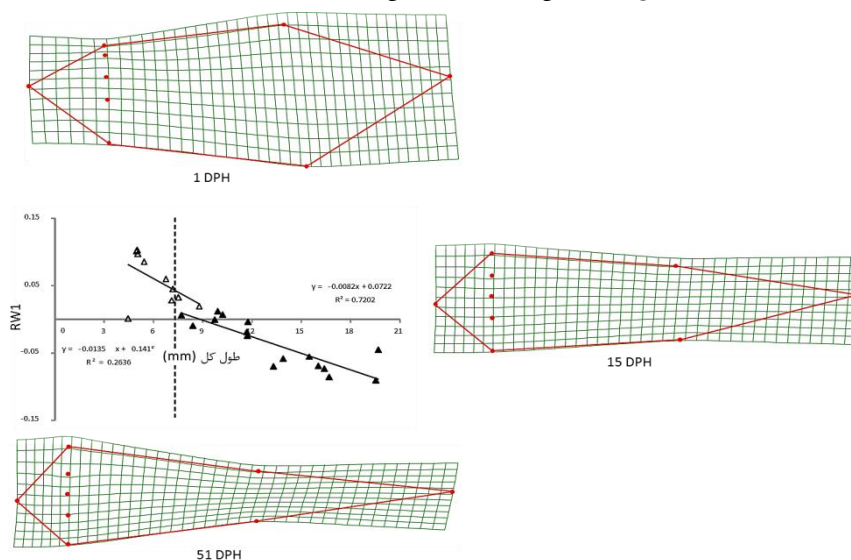 1 DPH
0.15
0.05
-0.05
-0.15
RW1
0 3 6 9 12 15 18 21
y = -0.0082x + 0.0722
R² = 0.7202
y = -0.0135 x + 0.141
R² = 0.2636
طول کل (mm)
15 DPH
51 DPH